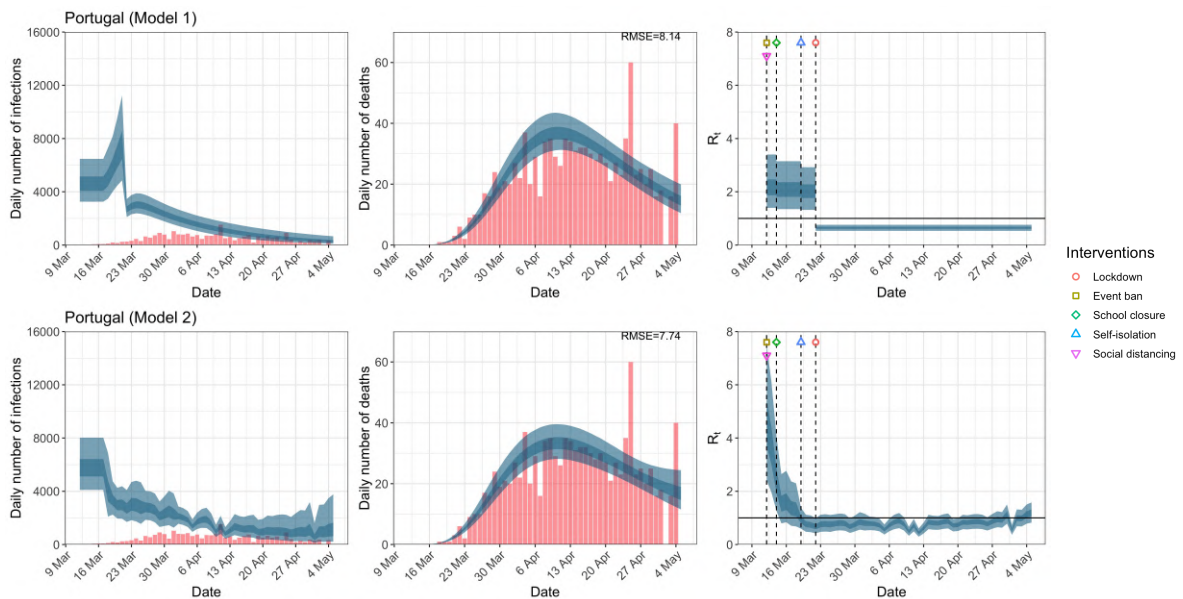 Portugal (Model 1)
Daily number of infections
16000
12000
8000
4000
0
9 Mar
16 Mar
23 Mar
30 Mar
6 Apr
13 Apr
20 Apr
27 Apr
4 May
Date
Daily number of deaths
RMSE=8.14
60
40
20
0
9 Mar
16 Mar
23 Mar
30 Mar
6 Apr
13 Apr
20 Apr
27 Apr
4 May
Date
Rt
8
6
4
2
0
9 Mar
16 Mar
23 Mar
30 Mar
6 Apr
13 Apr
20 Apr
27 Apr
4 May
Date
Portugal (Model 2)
Daily number of infections
16000
12000
8000
4000
0
9 Mar
16 Mar
23 Mar
30 Mar
6 Apr
13 Apr
20 Apr
27 Apr
4 May
Date
Daily number of deaths
RMSE=7.74
60
40
20
0
9 Mar
16 Mar
23 Mar
30 Mar
6 Apr
13 Apr
20 Apr
27 Apr
4 May
Date
Rt
8
6
4
2
0
9 Mar
16 Mar
23 Mar
30 Mar
6 Apr
13 Apr
20 Apr
27 Apr
4 May
Date
Interventions
Lockdown
Event ban
School closure
Self-isolation
Social distancing